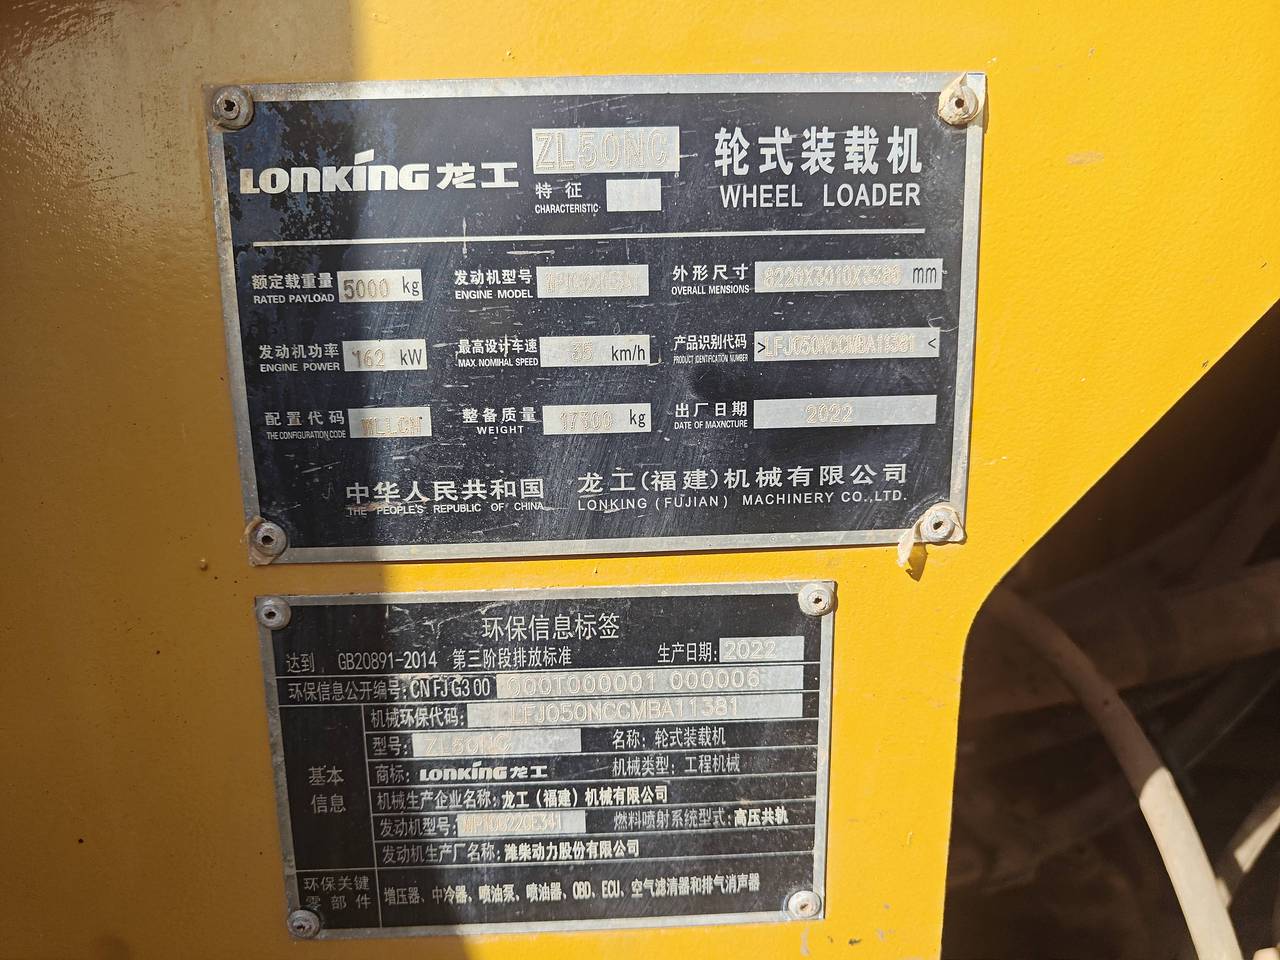 LONKING 龙工 ZL50NC 轮式装载机
特征 WHEEL LOADER
CHARACTERISTIC
额定载重量 5000 kg 发动机型号 外形尺寸 mm
RATED PAYLOAD ENGINE MODEL OVERALL MENSIONS
发动机功率 162 kW 最高设计车速 35 km/h 产品识别代码 >LFJ050NCCMBA11381<
ENGINE POWER MAX. NOMIHAL SPEED PRODUCT IDENTIFICATION NUMBER
配置代码 整备质量 17300 kg 出厂日期 2022
THE CONFIGURATION CODE WEIGHT DATE OF MAXNCTURE
中华人民共和国 龙工(福建)机械有限公司
THE PEOPLE'S REPUBLIC OF CHINA LONKING (FUJIAN) MACHINERY CO.,LTD.
环保信息标签
达到 GB20891-2014 第三阶段排放标准 生产日期: 2022
环保信息公开编号: CN FJ G3 00 000T000001 000006
机械环保代码: LFJ050NCCMBA11381
型号: ZL50NC 名称: 轮式装载机
基本信息 商标: LONKING 龙工 机械类型: 工程机械
机械生产企业名称: 龙工(福建)机械有限公司
发动机型号: WP10G220E341 燃料喷射系统型式: 高压共轨
发动机生产厂名称: 潍柴动力股份有限公司
环保关键零部件 增压器、中冷器、喷油泵、喷油器、OBD、ECU、空气滤清器和排气消声器